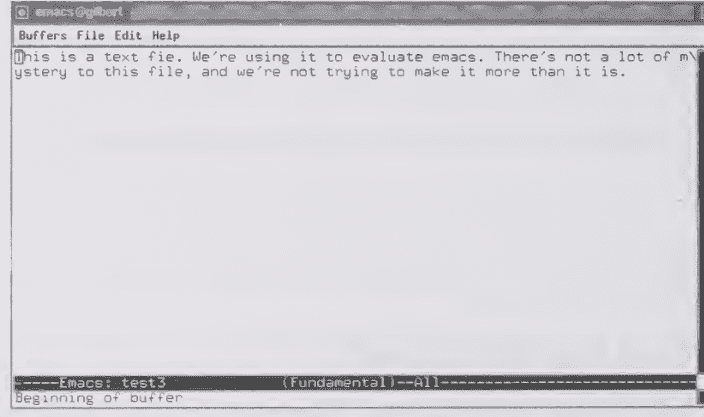 emacs@gilbert
Buffers File Edit Help
This is a text fie. We're using it to evaluate emacs. There's not a lot of m\
ystery to this file, and we're not trying to make it more than it is.
-----Emacs: test3 (Fundamental)--All------------------------------
Beginning of buffer